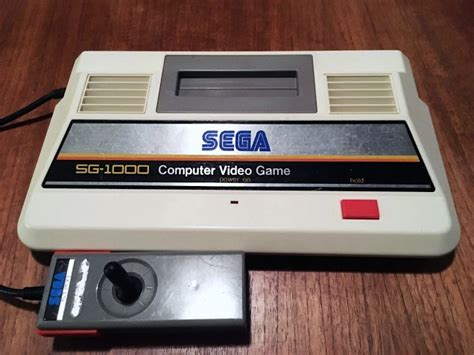 SEGA
SG-1000 Computer Video Game
power on
hold
SEGA